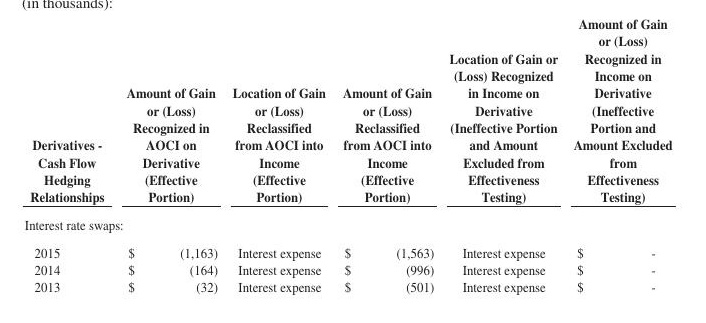 (in thousands):
Amount of Gain
or (Loss)
Location of Gain or Recognized in
(Loss) Recognized Income on
Amount of Gain Location of Gain Amount of Gain in Income on Derivative
or (Loss) or (Loss) or (Loss) Derivative (Ineffective
Recognized in Reclassified Reclassified (Ineffective Portion Portion and
Derivatives - AOCI on from AOCI into from AOCI into and Amount Amount Excluded
Cash Flow Derivative Income Income Excluded from from
Hedging (Effective (Effective (Effective Effectiveness Effectiveness
Relationships Portion) Portion) Portion) Testing) Testing)
Interest rate swaps:
2015 $ (1,163) Interest expense $ (1,563) Interest expense $ -
2014 $ (164) Interest expense $ (996) Interest expense $ -
2013 $ (32) Interest expense $ (501) Interest expense $ -